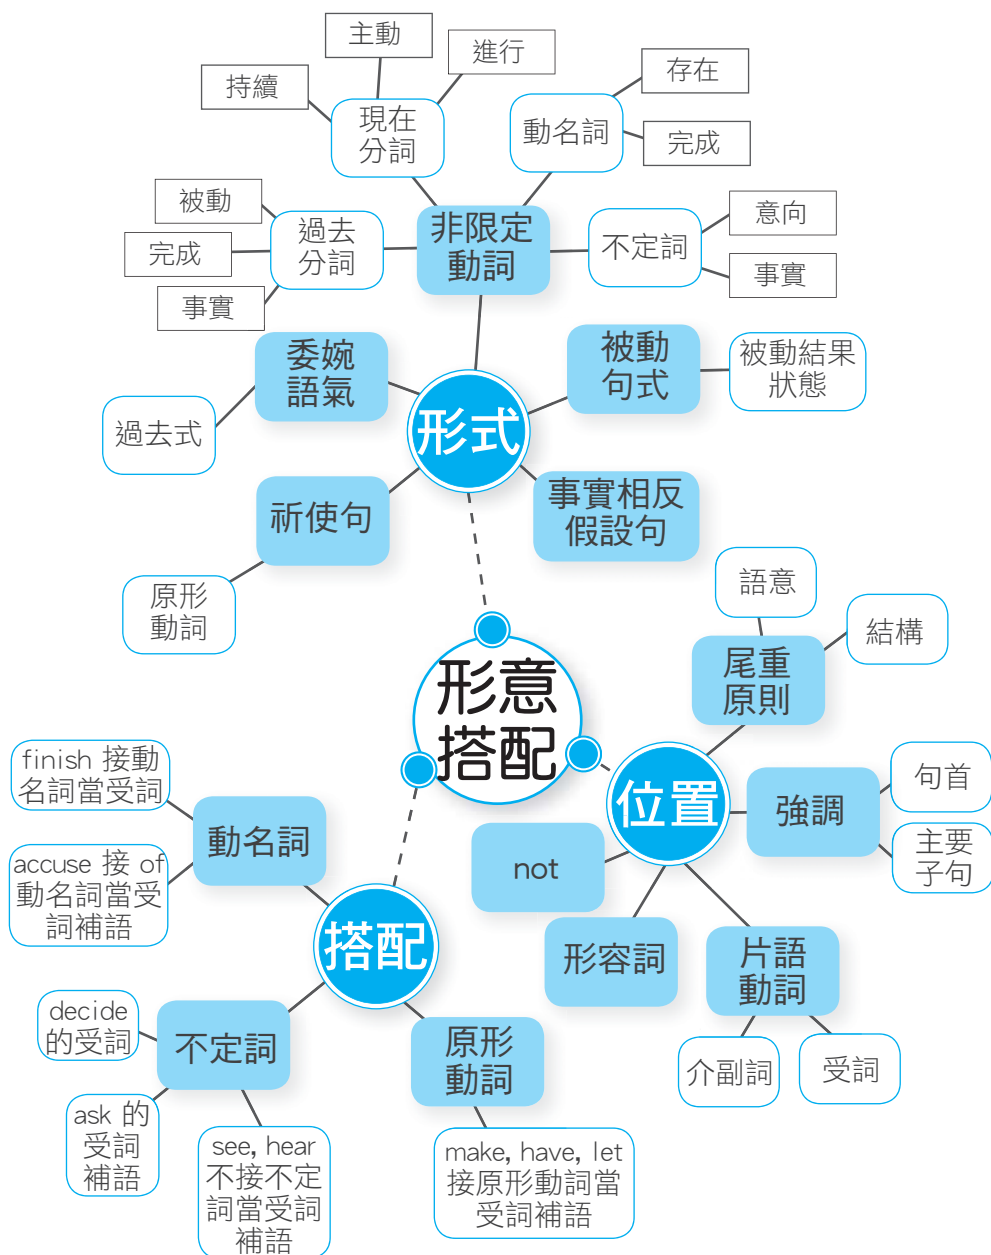 主動
進行
持續
現在
分詞
存在
動名詞
完成
被動
完成
事實
過去
分詞
非限定
動詞
不定詞
意向
事實
委婉
語氣
過去式
被動
句式
被動結果
狀態
形式
祈使句
原形
動詞
事實相反
假設句
形意
搭配
語意
結構
尾重
原則
位置
強調
句首
主要
子句
not
形容詞
片語
動詞
介副詞
受詞
finish 接動
名詞當受詞
動名詞
accuse 接 of
動名詞當受
詞補語
搭配
decide
的受詞
不定詞
ask 的
受詞
補語
see, hear
不接不定
詞當受詞
補語
原形
動詞
make, have, let
接原形動詞當
受詞補語